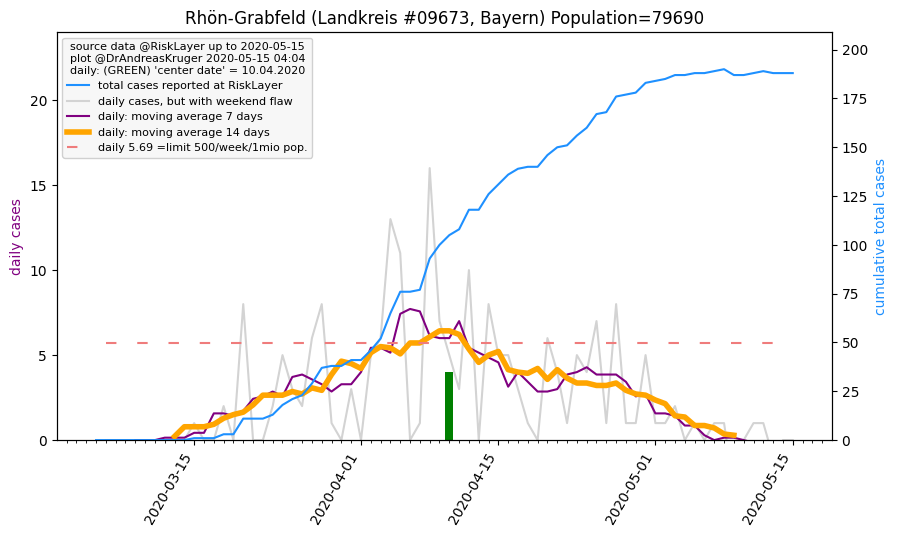 Rhön-Grabfeld (Landkreis #09673, Bayern) Population=79690
source data @RiskLayer up to 2020-05-15
plot @DrAndreasKruger 2020-05-15 04:04
daily: (GREEN) 'center date' = 10.04.2020
total cases reported at RiskLayer
daily cases, but with weekend flaw
daily: moving average 7 days
daily: moving average 14 days
daily 5.69 =limit 500/week/1mio pop.
daily cases
20
15
10
5
0
cumulative total cases
200
175
150
125
100
75
50
25
0
2020-03-15
2020-04-01
2020-04-15
2020-05-01
2020-05-15